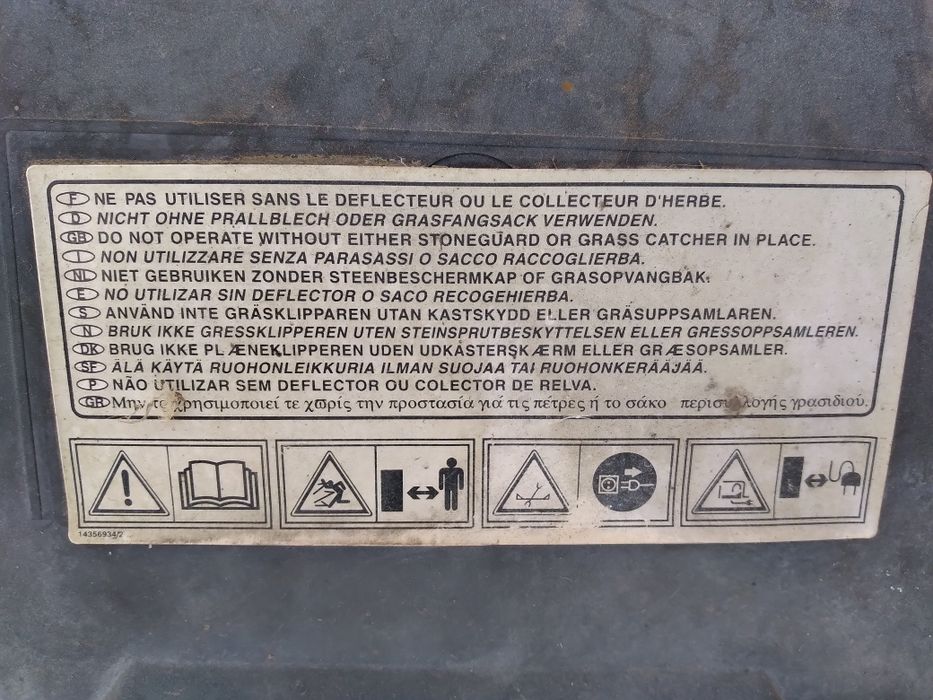 F NE PAS UTILISER SANS LE DEFLECTEUR OU LE COLLECTEUR D'HERBE.
D NICHT OHNE PRALLBLECH ODER GRASFANGSACK VERWENDEN.
GB DO NOT OPERATE WITHOUT EITHER STONEGUARD OR GRASS CATCHER IN PLACE.
I NON UTILIZZARE SENZA PARASASSI O SACCO RACCOGLIERBA.
NL NIET GEBRUIKEN ZONDER STEENBESCHERMKAP OF GRASOPVANGBAK.
E NO UTILIZAR SIN DEFLECTOR O SACO RECOGEHIERBA.
S ANVÄND INTE GRÄSKLIPPAREN UTAN KASTSKYDD ELLER GRÄSUPPSAMLAREN.
N BRUK IKKE GRESSKLIPPEREN UTEN STEINSPRUTBESKYTTELSEN ELLER GRESSOPPSAMLEREN.
DK BRUG IKKE PLÆNEKLIPPEREN UDEN UDKASTERSKÆRM ELLER GRÆSOPSAMLER.
SF ÄLÄ KÄYTÄ RUOHONLEIKKURIA ILMAN SUOJAA TAI RUOHONKERÄÄJÄÄ.
P NÃO UTILIZAR SEM DEFLECTOR OU COLECTOR DE RELVA.
GB Μην το χρησιμοποιεί τε χωρίς την προστασία γιά τις πέτρες ή το σάκο περισυλλογής γρασιδιού.
14356934/2